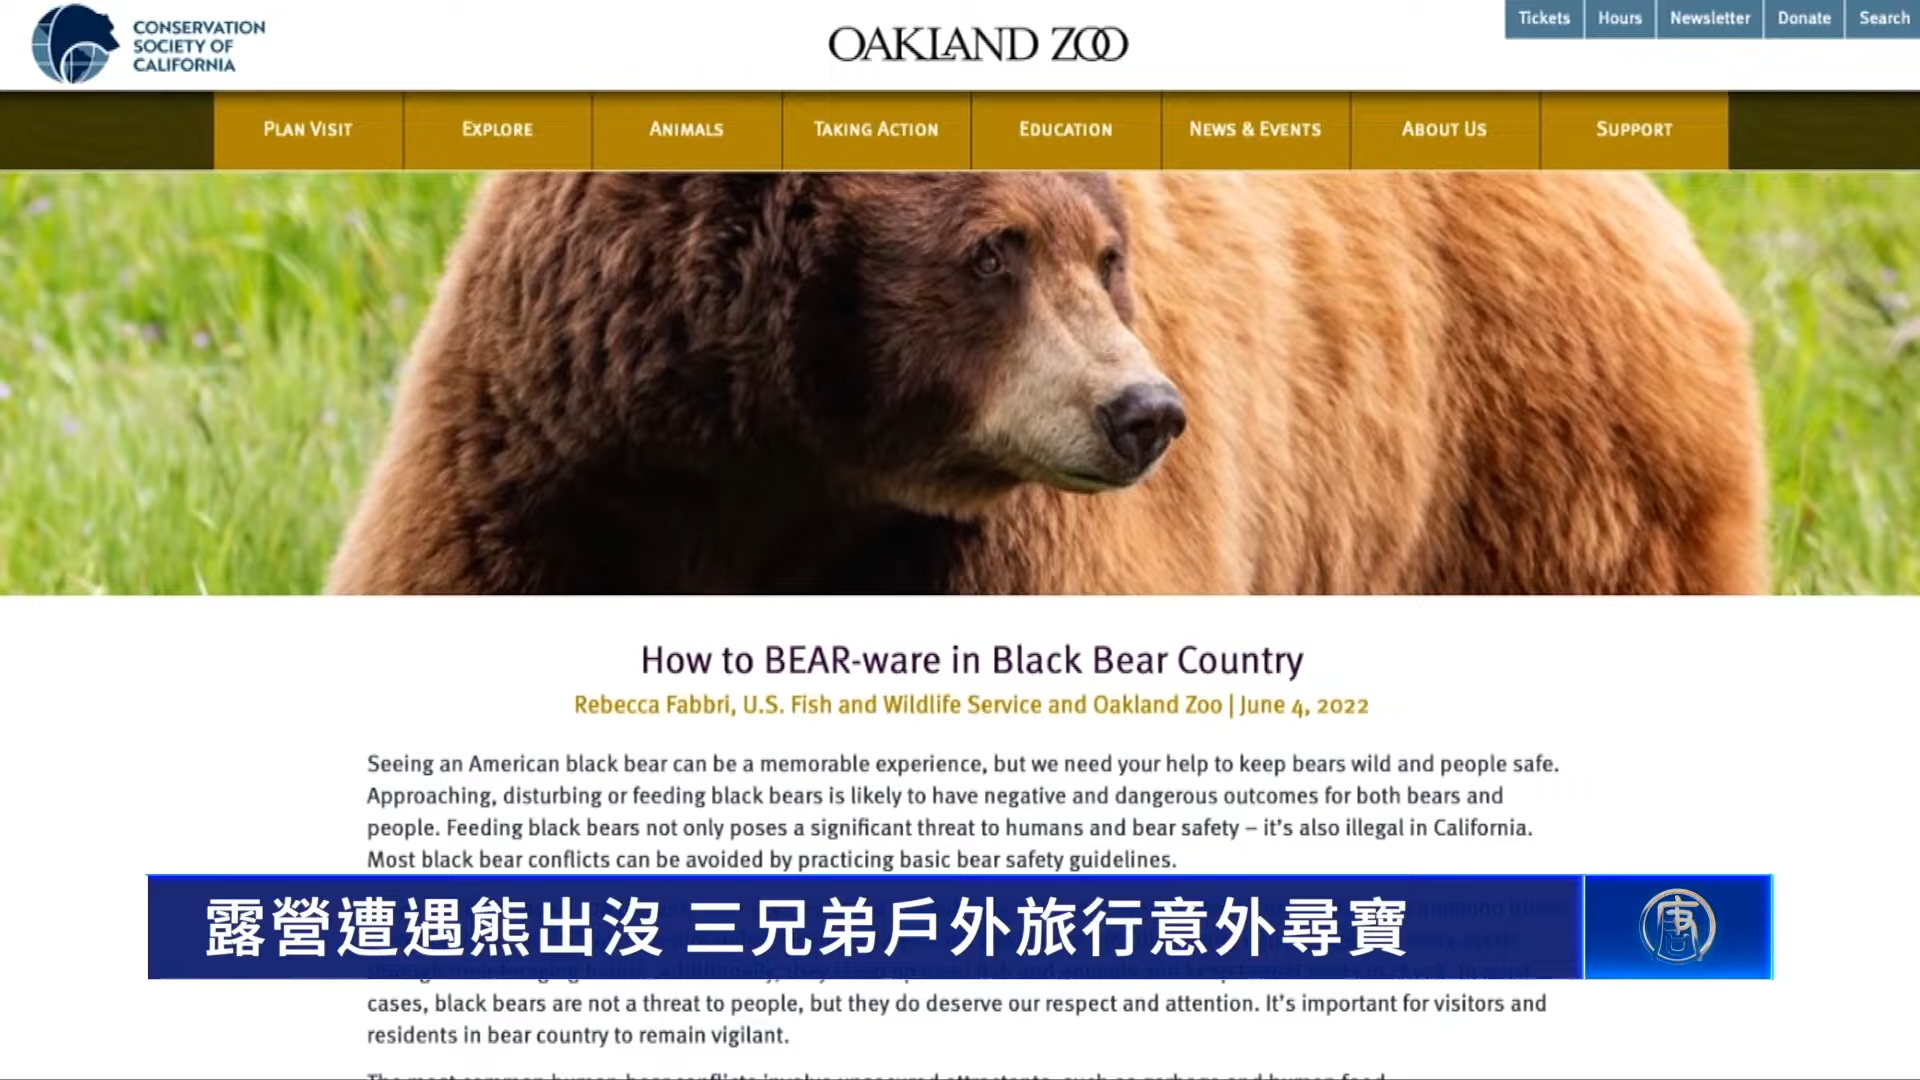 CONSERVATION
SOCIETY OF
CALIFORNIA
OAKLAND ZOO
Tickets
Hours
Newsletter
Donate
Search
PLAN VISIT
EXPLORE
ANIMALS
TAKING ACTION
EDUCATION
NEWS & EVENTS
ABOUT US
SUPPORT
How to BEAR-ware in Black Bear Country
Rebecca Fabbri, U.S. Fish and Wildlife Service and Oakland Zoo | June 4, 2022
Seeing an American black bear can be a memorable experience, but we need your help to keep bears wild and people safe.
Approaching, disturbing or feeding black bears is likely to have negative and dangerous outcomes for both bears and
people. Feeding black bears not only poses a significant threat to humans and bear safety – it's also illegal in California.
Most black bear conflicts can be avoided by practicing basic bear safety guidelines.
露營遭遇熊出沒 三兄弟戶外旅行意外尋寶
唐
cases, black bears are not a threat to people, but they do deserve our respect and attention. It's important for visitors and
residents in bear country to remain vigilant.